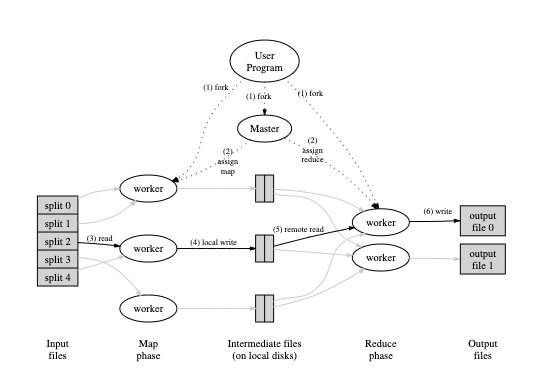 User
Program
(1) fork
(1) fork
(1) fork
Master
(2)
assign
map
(2)
assign
reduce
worker
split 0
split 1
split 2
split 3
split 4
(3) read
worker
(4) local write
(5) remote read
worker
(6) write
output
file 0
worker
output
file 1
worker
Input
files
Map
phase
Intermediate files
(on local disks)
Reduce
phase
Output
files